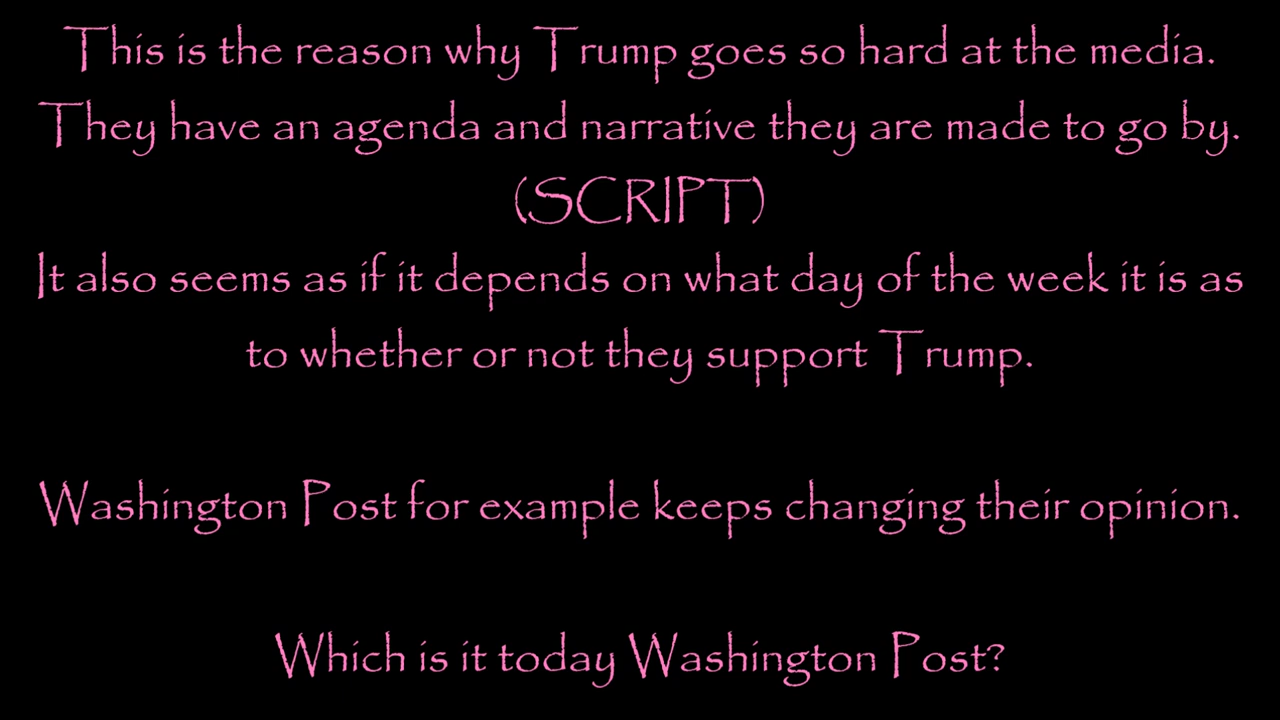 This is the reason why Trump goes so hard at the media.
They have an agenda and narrative they are made to go by.
(SCRIPT)
It also seems as if it depends on what day of the week it is as
to whether or not they support Trump.
Washington Post for example keeps changing their opinion.
Which is it today Washington Post?